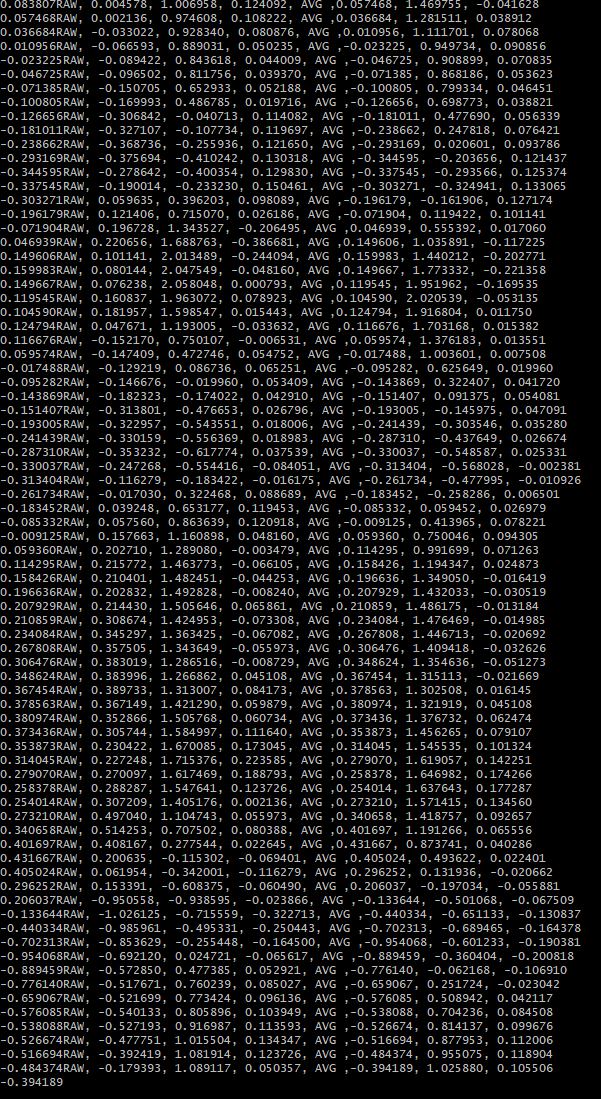 0.083807RAW, 0.004578, 1.006958, 0.124092, AVG ,0.057468, 1.469755, -0.041628
0.057468RAW, 0.002136, 0.974608, 0.108222, AVG ,0.036684, 1.281511, 0.038912
0.036684RAW, -0.033022, 0.928340, 0.080876, AVG ,0.010956, 1.111701, 0.078068
0.010956RAW, -0.066593, 0.889031, 0.050235, AVG ,-0.023225, 0.949734, 0.090856
-0.023225RAW, -0.089422, 0.843618, 0.044009, AVG ,-0.046725, 0.908899, 0.070835
-0.046725RAW, -0.096502, 0.811756, 0.039370, AVG ,-0.071385, 0.868186, 0.053623
-0.071385RAW, -0.150705, 0.652933, 0.052188, AVG ,-0.100805, 0.799334, 0.046451
-0.100805RAW, -0.169993, 0.486785, 0.019716, AVG ,-0.126656, 0.698773, 0.038821
-0.126656RAW, -0.306842, -0.040713, 0.114082, AVG ,-0.181011, 0.477690, 0.056339
-0.181011RAW, -0.327107, -0.107734, 0.119697, AVG ,-0.238662, 0.247818, 0.076421
-0.238662RAW, -0.368736, -0.255936, 0.121650, AVG ,-0.293169, 0.020601, 0.093786
-0.293169RAW, -0.375694, -0.410242, 0.130318, AVG ,-0.344595, -0.203656, 0.121437
-0.344595RAW, -0.278642, -0.400354, 0.129830, AVG ,-0.337545, -0.293566, 0.125374
-0.337545RAW, -0.190014, -0.233230, 0.150461, AVG ,-0.303271, -0.324941, 0.133065
-0.303271RAW, 0.059635, 0.396203, 0.098089, AVG ,-0.196179, -0.161906, 0.127174
-0.196179RAW, 0.121406, 0.715070, 0.026186, AVG ,-0.071904, 0.119422, 0.101141
-0.071904RAW, 0.196728, 1.343527, -0.206495, AVG ,0.046939, 0.555392, 0.017060
0.046939RAW, 0.220656, 1.688763, -0.386681, AVG ,0.149606, 1.035891, -0.117225
0.149606RAW, 0.101141, 2.013489, -0.244094, AVG ,0.159983, 1.440212, -0.202771
0.159983RAW, 0.080144, 2.047549, -0.048160, AVG ,0.149667, 1.773332, -0.221358
0.149667RAW, 0.076238, 2.058048, 0.000793, AVG ,0.119545, 1.951962, -0.169535
0.119545RAW, 0.160837, 1.963072, 0.078923, AVG ,0.104590, 2.020539, -0.053135
0.104590RAW, 0.181957, 1.598547, 0.015443, AVG ,0.124794, 1.916804, 0.011750
0.124794RAW, 0.047671, 1.193005, -0.033632, AVG ,0.116676, 1.703168, 0.015382
0.116676RAW, -0.152170, 0.750107, -0.006531, AVG ,0.059574, 1.376183, 0.013551
0.059574RAW, -0.147409, 0.472746, 0.054752, AVG ,-0.017488, 1.003601, 0.007508
-0.017488RAW, -0.129219, 0.086736, 0.065251, AVG ,-0.095282, 0.625649, 0.019960
-0.095282RAW, -0.146676, -0.019960, 0.053409, AVG ,-0.143869, 0.322407, 0.041720
-0.143869RAW, -0.182323, -0.174022, 0.042910, AVG ,-0.151407, 0.091375, 0.054081
-0.151407RAW, -0.313801, -0.476653, 0.026796, AVG ,-0.193005, -0.145975, 0.047091
-0.193005RAW, -0.322957, -0.543551, 0.018006, AVG ,-0.241439, -0.303546, 0.035280
-0.241439RAW, -0.330159, -0.556369, 0.018983, AVG ,-0.287310, -0.437649, 0.026674
-0.287310RAW, -0.353232, -0.617774, 0.037539, AVG ,-0.330037, -0.548587, 0.025331
-0.330037RAW, -0.247268, -0.554416, -0.084051, AVG ,-0.313404, -0.568028, -0.002381
-0.313404RAW, -0.116279, -0.183422, -0.016175, AVG ,-0.261734, -0.477995, -0.010926
-0.261734RAW, -0.017030, 0.322468, 0.088689, AVG ,-0.183452, -0.258286, 0.006501
-0.183452RAW, 0.039248, 0.653177, 0.119453, AVG ,-0.085332, 0.059452, 0.026979
-0.085332RAW, 0.057560, 0.863639, 0.120918, AVG ,-0.009125, 0.413965, 0.078221
-0.009125RAW, 0.157663, 1.160898, 0.048160, AVG ,0.059360, 0.750046, 0.094305
0.059360RAW, 0.202710, 1.289080, -0.003479, AVG ,0.114295, 0.991699, 0.071263
0.114295RAW, 0.215772, 1.463773, -0.066105, AVG ,0.158426, 1.194347, 0.024873
0.158426RAW, 0.210401, 1.482451, -0.044253, AVG ,0.196636, 1.349050, -0.016419
0.196636RAW, 0.202832, 1.492828, -0.008240, AVG ,0.207929, 1.432033, -0.030519
0.207929RAW, 0.214430, 1.505646, 0.065861, AVG ,0.210859, 1.486175, -0.013184
0.210859RAW, 0.308674, 1.424953, -0.073308, AVG ,0.234084, 1.476469, -0.014985
0.234084RAW, 0.345297, 1.363425, -0.067082, AVG ,0.267808, 1.446713, -0.020692
0.267808RAW, 0.357505, 1.343649, -0.055973, AVG ,0.306476, 1.409418, -0.032626
0.306476RAW, 0.383019, 1.286516, -0.008729, AVG ,0.348624, 1.354636, -0.051273
0.348624RAW, 0.383996, 1.266862, 0.045108, AVG ,0.367454, 1.315113, -0.021669
0.367454RAW, 0.389733, 1.313007, 0.084173, AVG ,0.378563, 1.302508, 0.016145
0.378563RAW, 0.367149, 1.421290, 0.059879, AVG ,0.380974, 1.321919, 0.045108
0.380974RAW, 0.352866, 1.505768, 0.060734, AVG ,0.373436, 1.376732, 0.062474
0.373436RAW, 0.305744, 1.584997, 0.111640, AVG ,0.353873, 1.456265, 0.079107
0.353873RAW, 0.230422, 1.670085, 0.173045, AVG ,0.314045, 1.545535, 0.101324
0.314045RAW, 0.227248, 1.715376, 0.223585, AVG ,0.279070, 1.619057, 0.142251
0.279070RAW, 0.270097, 1.617469, 0.188793, AVG ,0.258378, 1.646982, 0.174266
0.258378RAW, 0.288287, 1.547641, 0.123726, AVG ,0.254014, 1.637643, 0.177287
0.254014RAW, 0.307209, 1.405176, 0.002136, AVG ,0.273210, 1.571415, 0.134560
0.273210RAW, 0.497040, 1.104743, 0.055973, AVG ,0.340658, 1.418757, 0.092657
0.340658RAW, 0.514253, 0.707502, 0.080388, AVG ,0.401697, 1.191266, 0.065556
0.401697RAW, 0.408167, 0.277544, 0.022645, AVG ,0.431667, 0.873741, 0.040286
0.431667RAW, 0.200635, -0.115302, -0.069401, AVG ,0.405024, 0.493622, 0.022401
0.405024RAW, 0.061954, -0.342001, -0.116279, AVG ,0.296252, 0.131936, -0.020662
0.296252RAW, 0.153391, -0.608375, -0.060490, AVG ,0.206037, -0.197034, -0.055881
0.206037RAW, -0.950558, -0.938595, -0.023866, AVG ,-0.133644, -0.501068, -0.067509
-0.133644RAW, -1.026125, -0.715559, -0.322713, AVG ,-0.440334, -0.651133, -0.130837
-0.440334RAW, -0.985961, -0.495331, -0.250443, AVG ,-0.702313, -0.689465, -0.164378
-0.702313RAW, -0.853629, -0.255448, -0.164500, AVG ,-0.954068, -0.601233, -0.190381
-0.954068RAW, -0.692120, 0.024721, -0.065617, AVG ,-0.889459, -0.360404, -0.200818
-0.889459RAW, -0.572850, 0.477385, 0.052921, AVG ,-0.776140, -0.062168, -0.106910
-0.776140RAW, -0.517671, 0.760239, 0.085027, AVG ,-0.659067, 0.251724, -0.023042
-0.659067RAW, -0.521699, 0.773424, 0.096136, AVG ,-0.576085, 0.508942, 0.042117
-0.576085RAW, -0.540133, 0.805896, 0.103949, AVG ,-0.538088, 0.704236, 0.084508
-0.538088RAW, -0.527193, 0.916987, 0.113593, AVG ,-0.526674, 0.814137, 0.099676
-0.526674RAW, -0.477751, 1.015504, 0.134347, AVG ,-0.516694, 0.877953, 0.112006
-0.516694RAW, -0.392419, 1.081914, 0.123726, AVG ,-0.484374, 0.955075, 0.118904
-0.484374RAW, -0.179393, 1.089117, 0.050357, AVG ,-0.394189, 1.025880, 0.105506
-0.394189